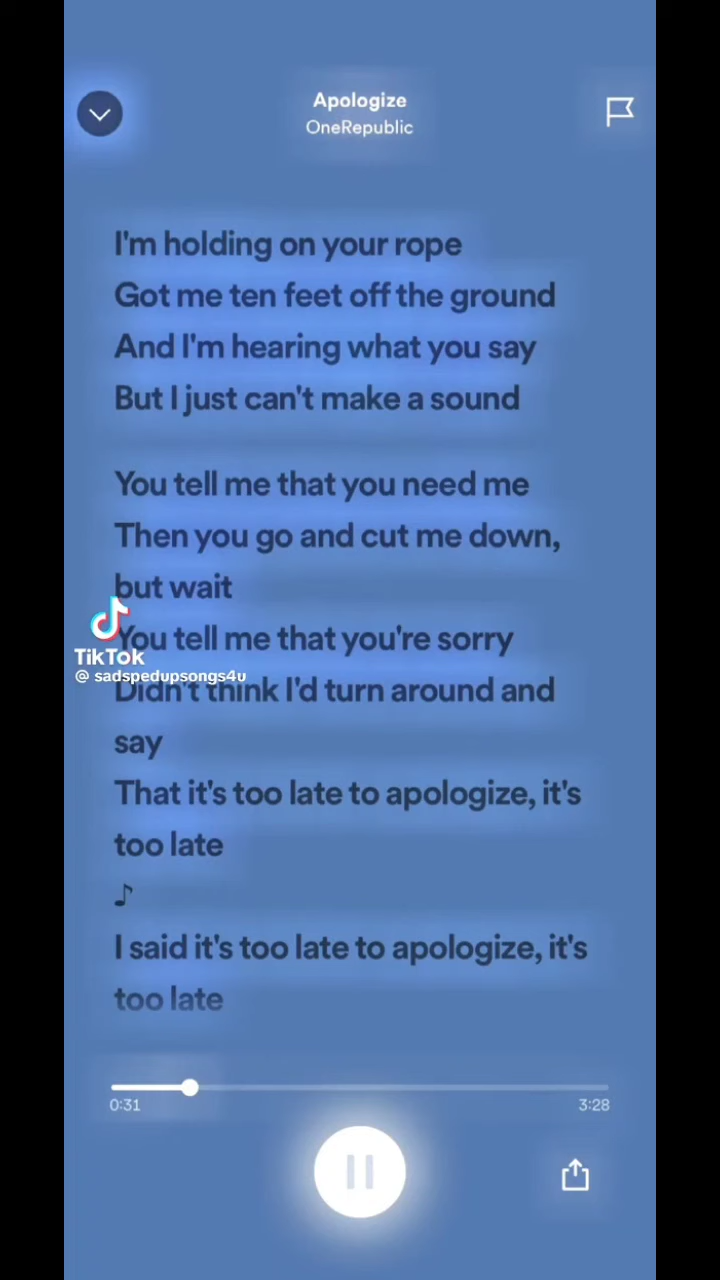 Apologize
OneRepublic
I'm holding on your rope
Got me ten feet off the ground
And I'm hearing what you say
But I just can't make a sound
You tell me that you need me
Then you go and cut me down,
but wait
You tell me that you're sorry
Didn't think I'd turn around and
say
That it's too late to apologize, it's
too late
♪
I said it's too late to apologize, it's
too late
TikTok
@ sadspedupsongs4u
0:31
3:28